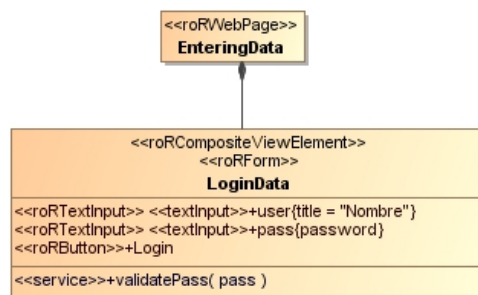 <<roRWebPage>>
EnteringData
<<roRCompositeViewElement>>
<<roRForm>>
LoginData
<<roRTextInput>> <<textInput>>+user{title = "Nombre"}
<<roRTextInput>> <<textInput>>+pass{password}
<<roRButton>>+Login
<<service>>+validatePass( pass )